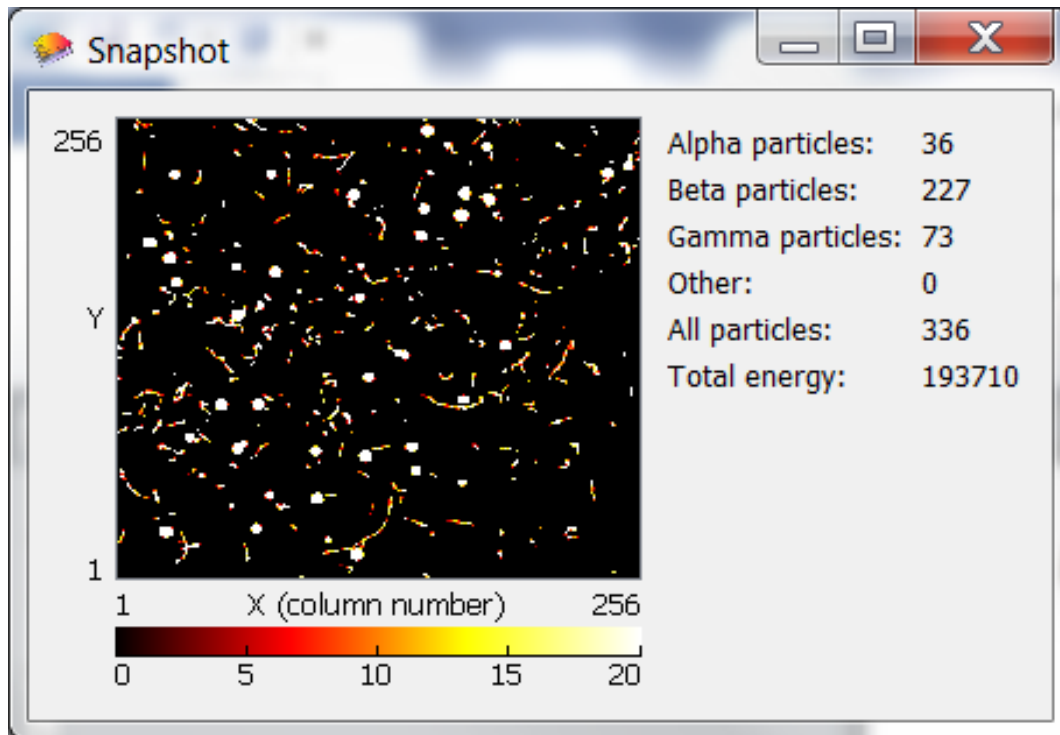 Snapshot
256
Y
1
1 X (column number) 256
0 5 10 15 20
Alpha particles: 36
Beta particles: 227
Gamma particles: 73
Other: 0
All particles: 336
Total energy: 193710